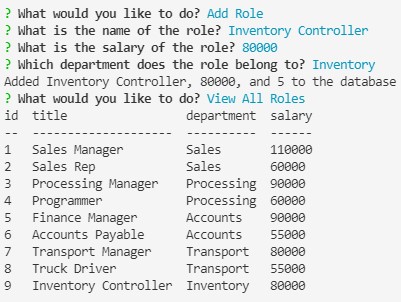 ? What would you like to do? Add Role
? What is the name of the role? Inventory Controller
? What is the salary of the role? 80000
? Which department does the role belong to? Inventory
Added Inventory Controller, 80000, and 5 to the database
? What would you like to do? View All Roles
id  title                 department  salary
--  --------------------  ----------  ------
1   Sales Manager         Sales       110000
2   Sales Rep             Sales       60000
3   Processing Manager    Processing  90000
4   Programmer            Processing  60000
5   Finance Manager       Accounts    90000
6   Accounts Payable      Accounts    55000
7   Transport Manager     Transport   80000
8   Truck Driver          Transport   55000
9   Inventory Controller  Inventory   80000